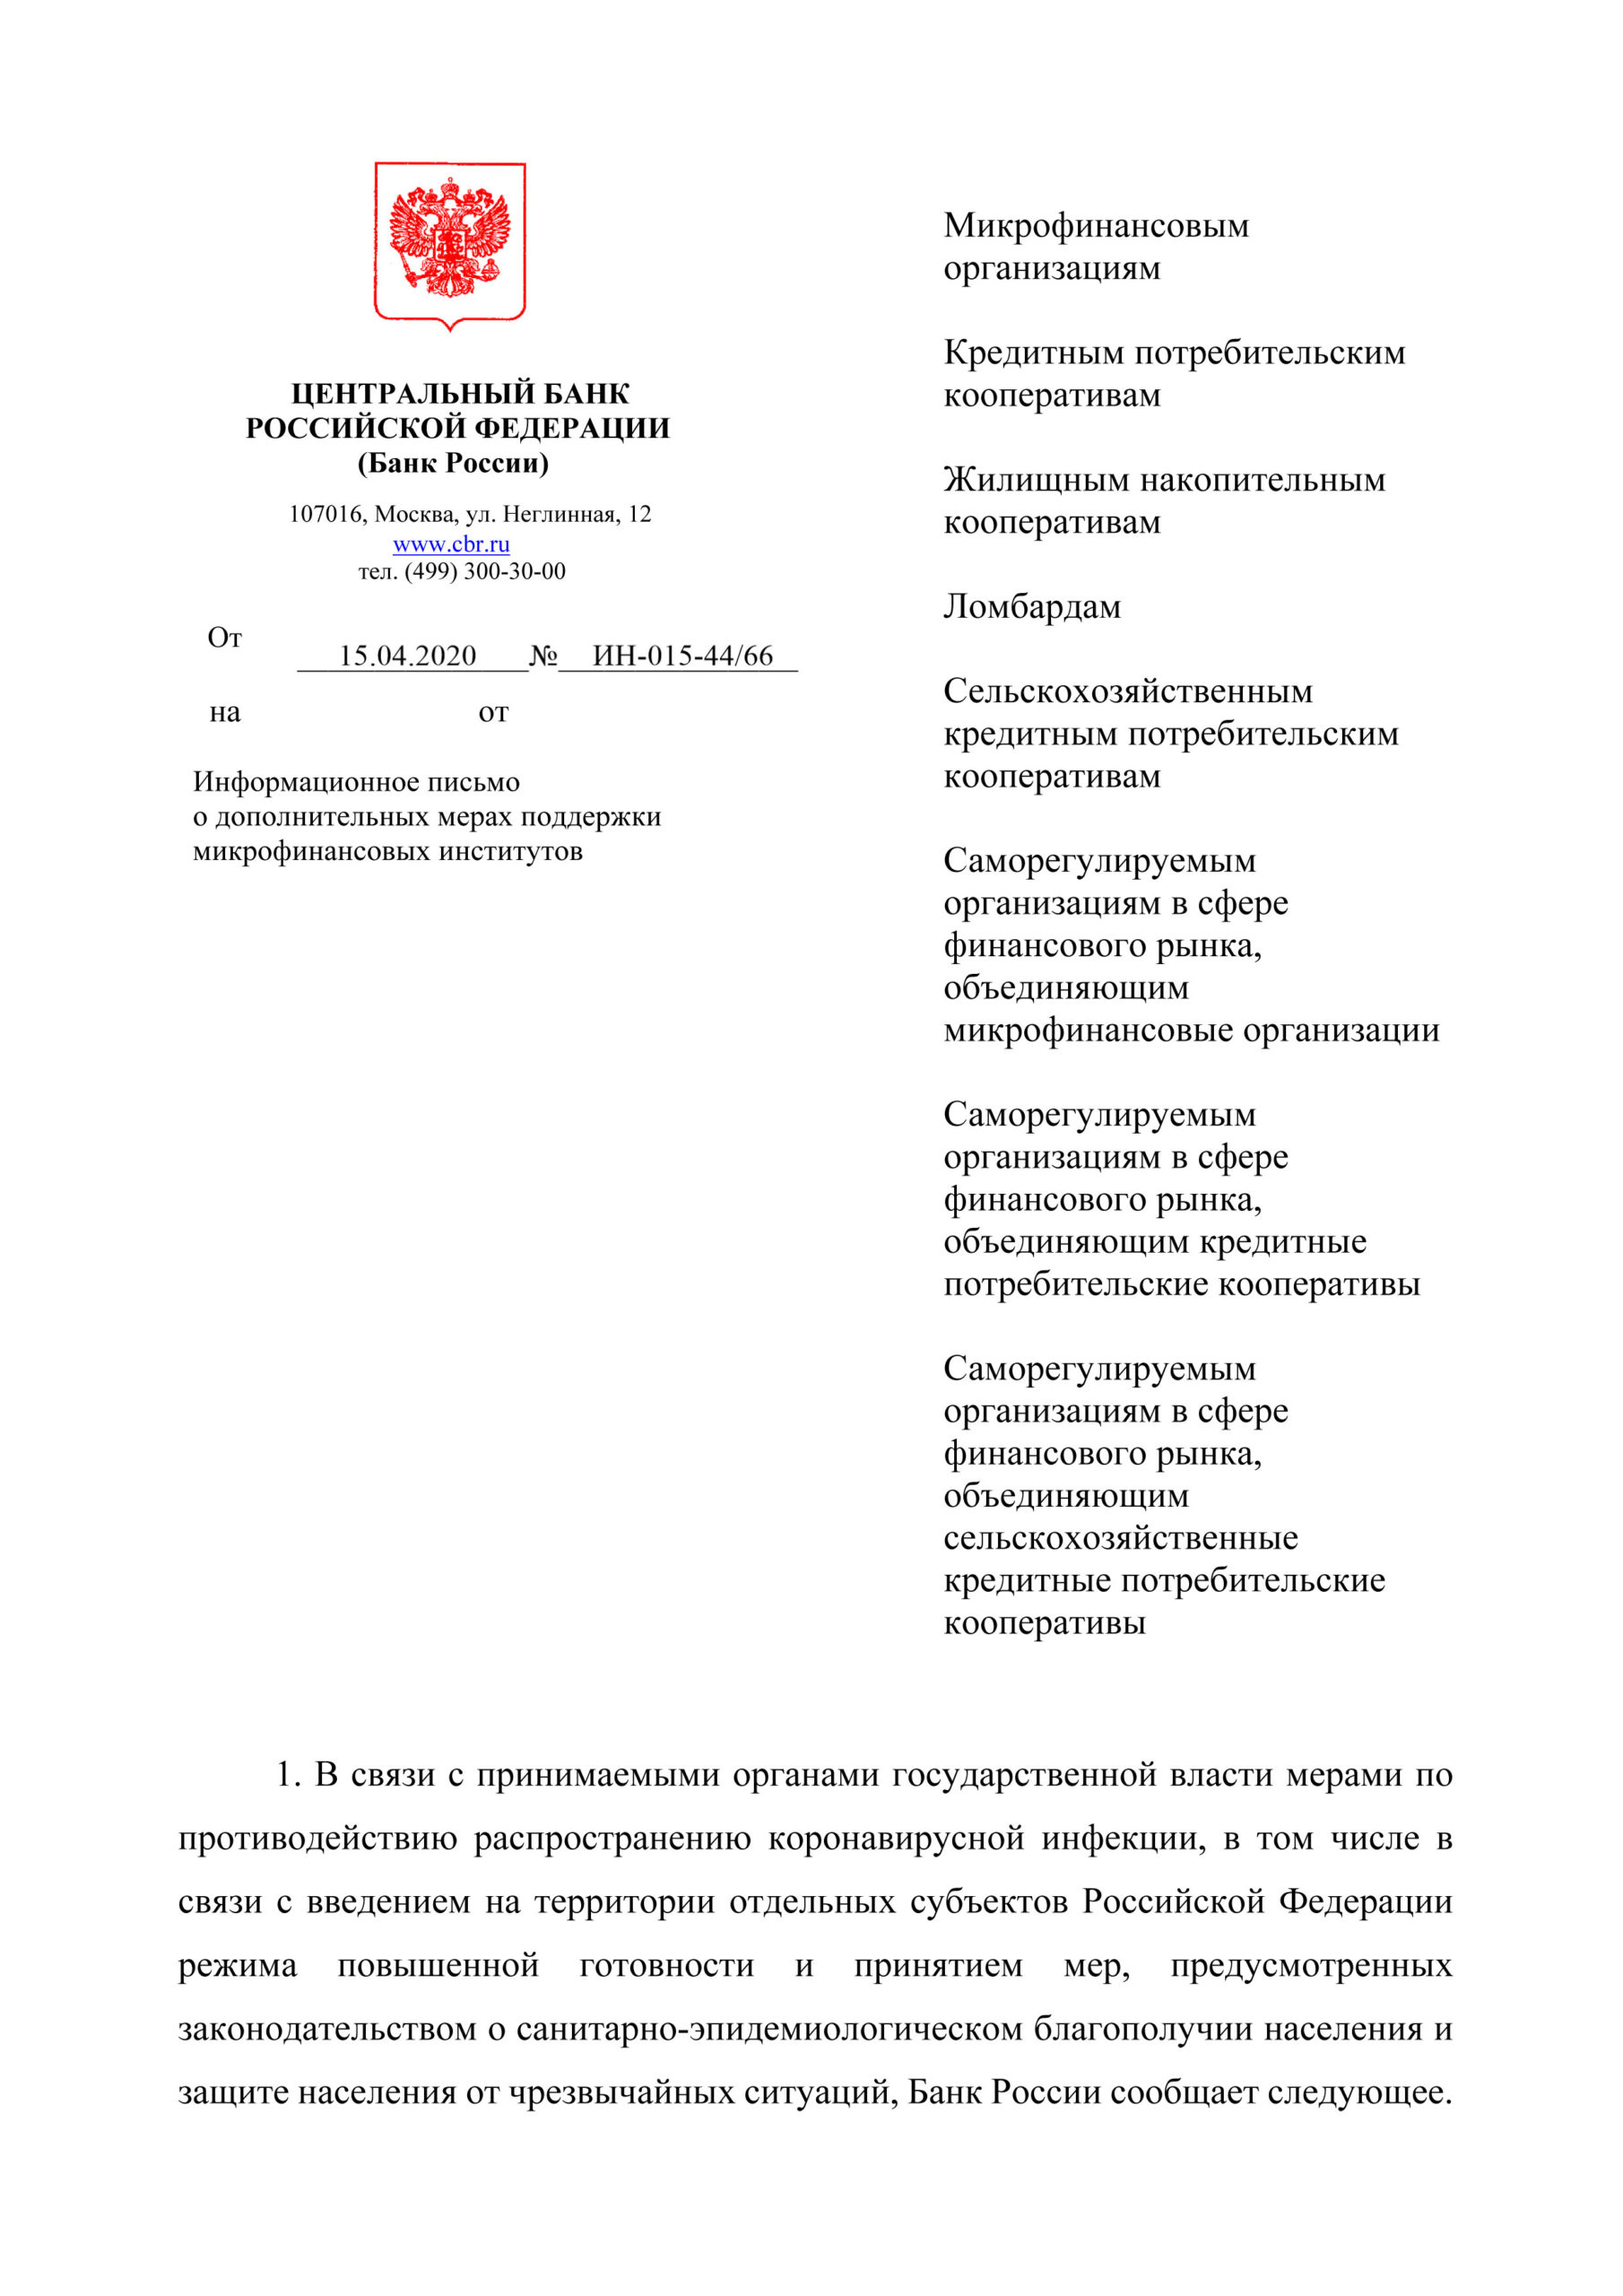 ЦЕНТРАЛЬНЫЙ БАНК
РОССИЙСКОЙ ФЕДЕРАЦИИ
(Банк России)
107016, Москва, ул. Неглинная, 12
www.cbr.ru
тел. (499) 300-30-00
От 15.04.2020 № ИН-015-44/66
на от
Информационное письмо
о дополнительных мерах поддержки
микрофинансовых институтов
Микрофинансовым
организациям
Кредитным потребительским
кооперативам
Жилищным накопительным
кооперативам
Ломбардам
Сельскохозяйственным
кредитным потребительским
кооперативам
Саморегулируемым
организациям в сфере
финансового рынка,
объединяющим
микрофинансовые организации
Саморегулируемым
организациям в сфере
финансового рынка,
объединяющим кредитные
потребительские кооперативы
Саморегулируемым
организациям в сфере
финансового рынка,
объединяющим
сельскохозяйственные
кредитные потребительские
кооперативы
1. В связи с принимаемыми органами государственной власти мерами по
противодействию распространению коронавирусной инфекции, в том числе в
связи с введением на территории отдельных субъектов Российской Федерации
режима повышенной готовности и принятием мер, предусмотренных
законодательством о санитарно-эпидемиологическом благополучии населения и
защите населения от чрезвычайных ситуаций, Банк России сообщает следующее.